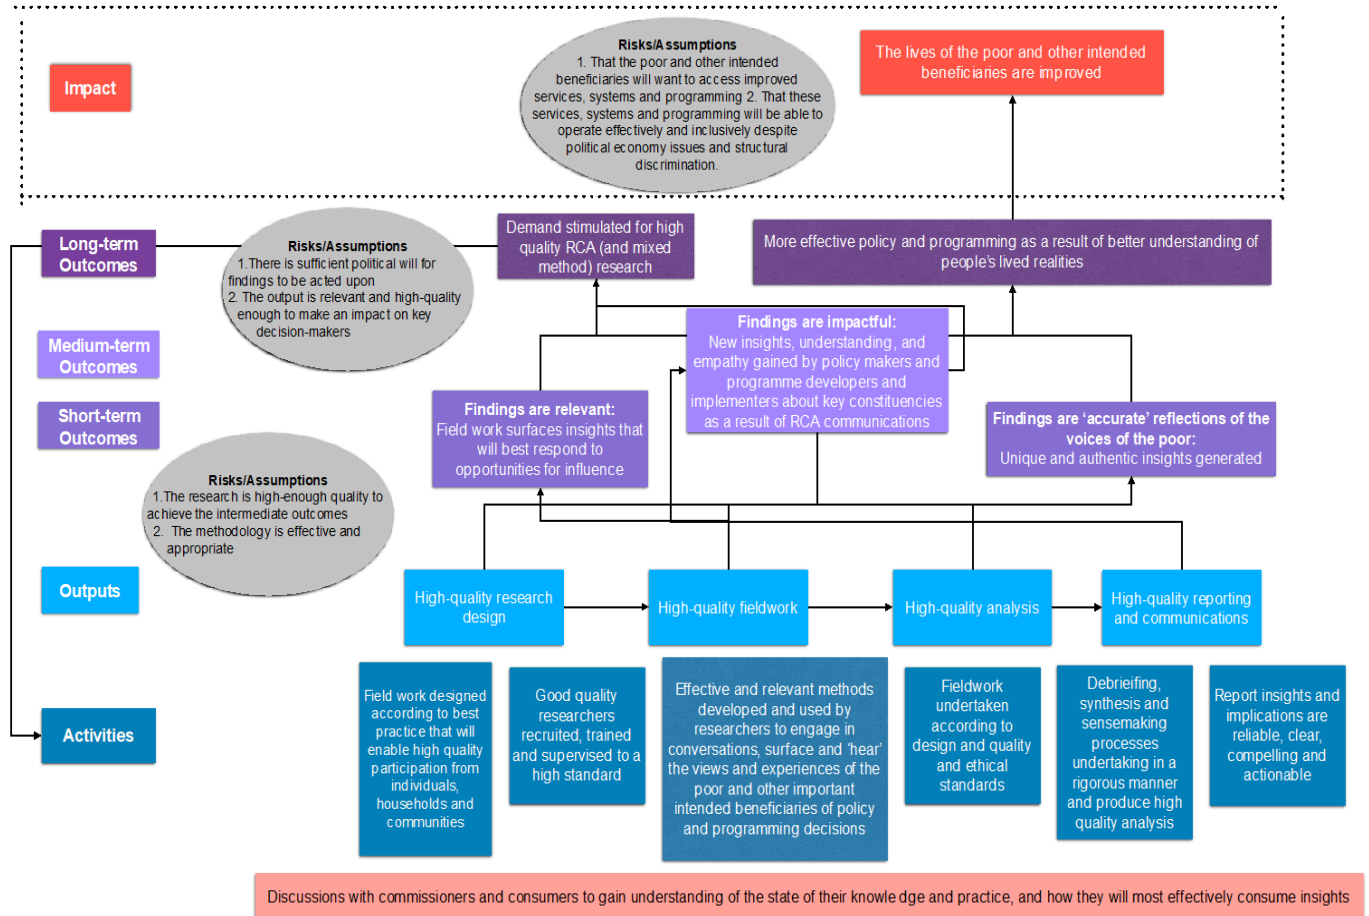 Impact
Risks/Assumptions
1. That the poor and other intended
beneficiaries will want to access improved
services, systems and programming 2. That these
services, systems and programming will be able to
operate effectively and inclusively despite
political economy issues and structural
discrimination.
The lives of the poor and other intended
beneficiaries are improved
Long-term
Outcomes
Risks/Assumptions
1.There is sufficient political will for
findings to be acted upon
2. The output is relevant and high-quality
enough to make an impact on key
decision-makers
Demand stimulated for high
quality RCA (and mixed
method) research
More effective policy and programming as a result of better understanding of
people's lived realities
Medium-term
Outcomes
Findings are impactful:
New insights, understanding, and
empathy gained by policy makers and
programme developers and
implementers about key constituencies
as a result of RCA communications
Short-term
Outcomes
Findings are relevant:
Field work surfaces insights that
will best respond to
opportunities for influence
Findings are ‘accurate’ reflections of the
voices of the poor:
Unique and authentic insights generated
Risks/Assumptions
1.The research is high-enough quality to
achieve the intermediate outcomes
2. The methodology is effective and
appropriate
Outputs
High-quality research
design
High-quality fieldwork
High-quality analysis
High-quality reporting
and communications
Activities
Field work designed
according to best
practice that will
enable high quality
participation from
individuals,
households and
communities
Good quality
researchers
recruited, trained
and supervised to a
high standard
Effective and relevant methods
developed and used by
researchers to engage in
conversations, surface and ‘hear’
the views and experiences of the
poor and other important
intended beneficiaries of policy
and programming decisions
Fieldwork
undertaken
according to
design and quality
and ethical
standards
Debrieifing,
synthesis and
sensemaking
processes
undertaking in a
rigorous manner
and produce high
quality analysis
Report insights and
implications are
reliable, clear,
compelling and
actionable
Discussions with commissioners and consumers to gain understanding of the state of their knowledge and practice, and how they will most effectively consume insights